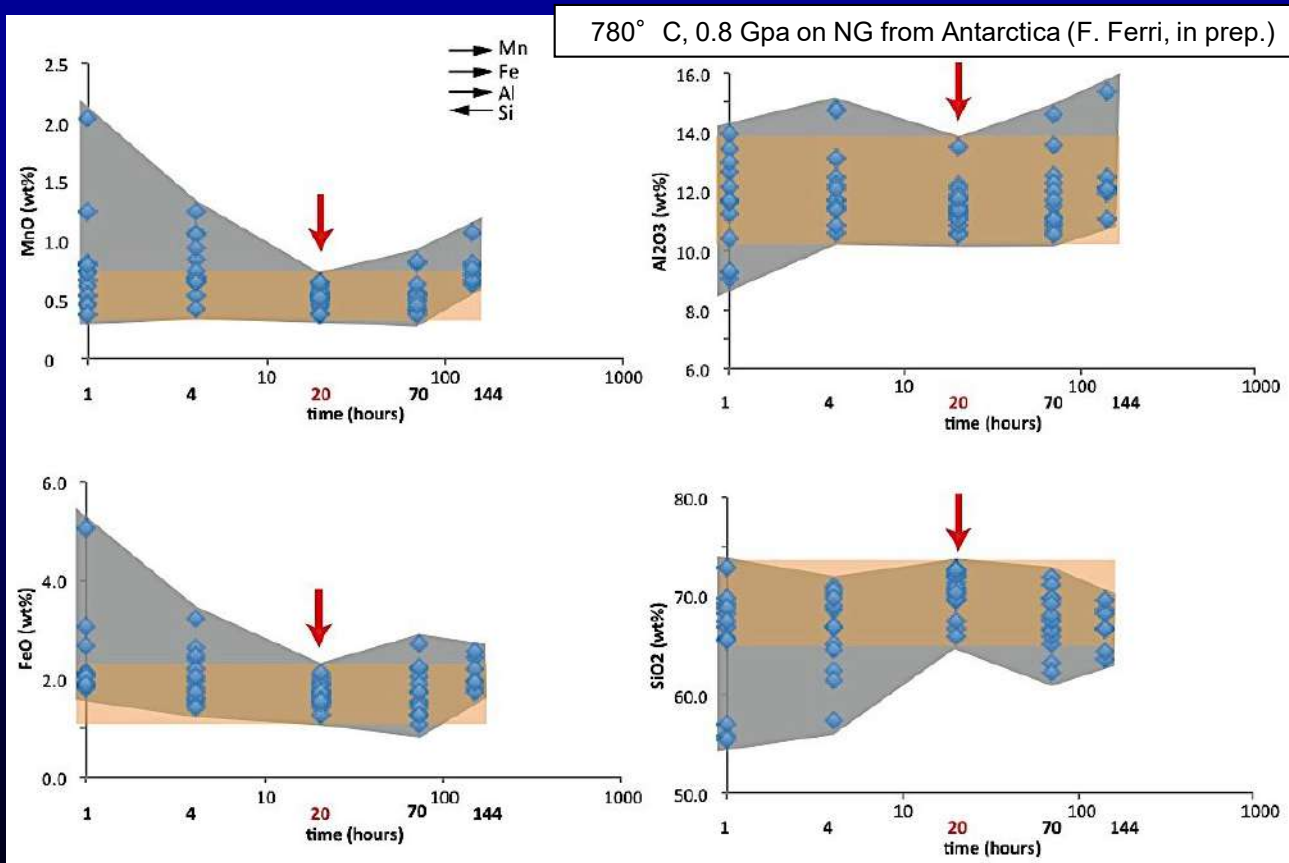 780° C, 0.8 Gpa on NG from Antarctica (F. Ferri, in prep.)
Mn
Fe
Al
Si
2.5
2.0
1.5
1.0
0.5
0
MnO (wt%)
10 100 1000
1 4 20 70 144
time (hours)
16.0
14.0
12.0
10.0
8.0
6.0
Al2O3 (wt%)
10 100 1000
1 4 20 70 144
time (hours)
6.0
4.0
2.0
0.0
FeO (wt%)
10 100 1000
1 4 20 70 144
time (hours)
80.0
70.0
60.0
50.0
SiO2 (wt%)
10 100 1000
1 4 20 70 144
time (hours)